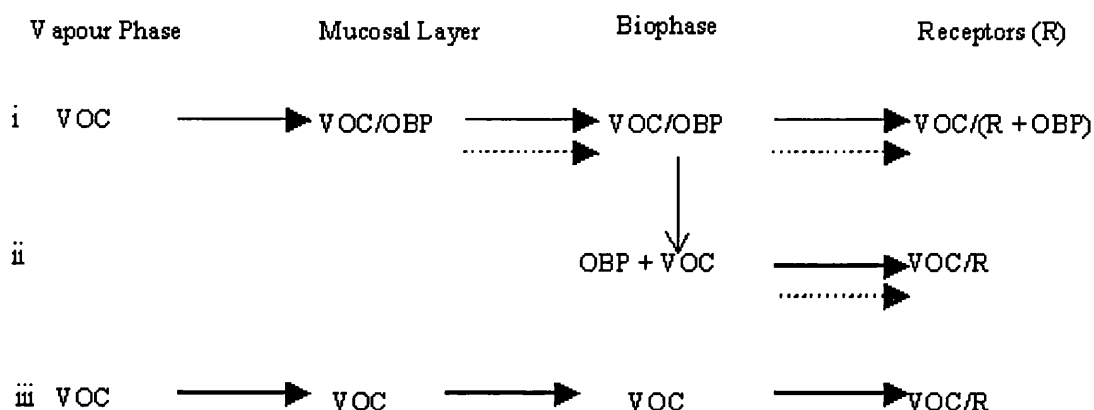 Vapour Phase Mucosal Layer Biophase Receptors (R)
i VOC VOC/OBP VOC/OBP VOC/(R + OBP)
ii OBP + VOC VOC/R
iii VOC VOC VOC VOC/R